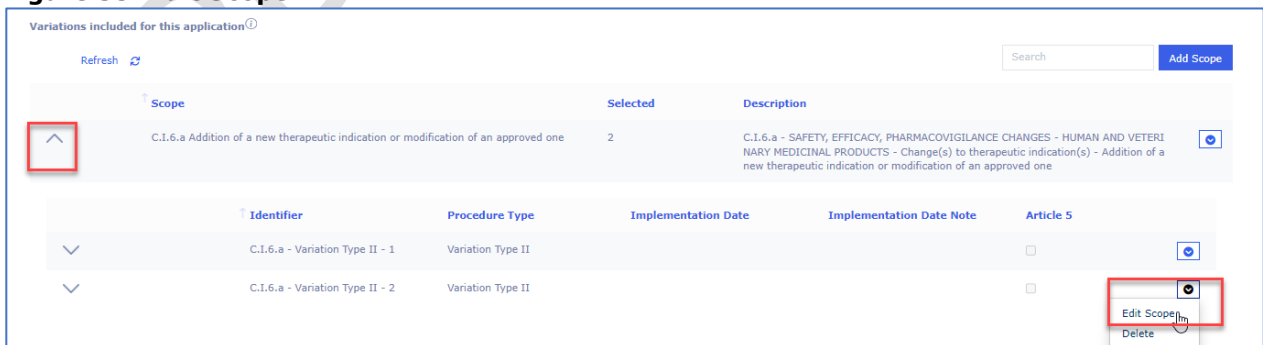 Variations included for this application
Refresh
Search
Add Scope
Scope Selected Description
C.I.6.a Addition of a new therapeutic indication or modification of an approved one 2 C.I.6.a - SAFETY, EFFICACY, PHARMACOVIGILANCE CHANGES - HUMAN AND VETERI
NARY MEDICINAL PRODUCTS - Change(s) to therapeutic indication(s) - Addition of a
new therapeutic indication or modification of an approved one
Identifier Procedure Type Implementation Date Implementation Date Note Article 5
C.I.6.a - Variation Type II - 1 Variation Type II
C.I.6.a - Variation Type II - 2 Variation Type II
Edit Scope
Delete